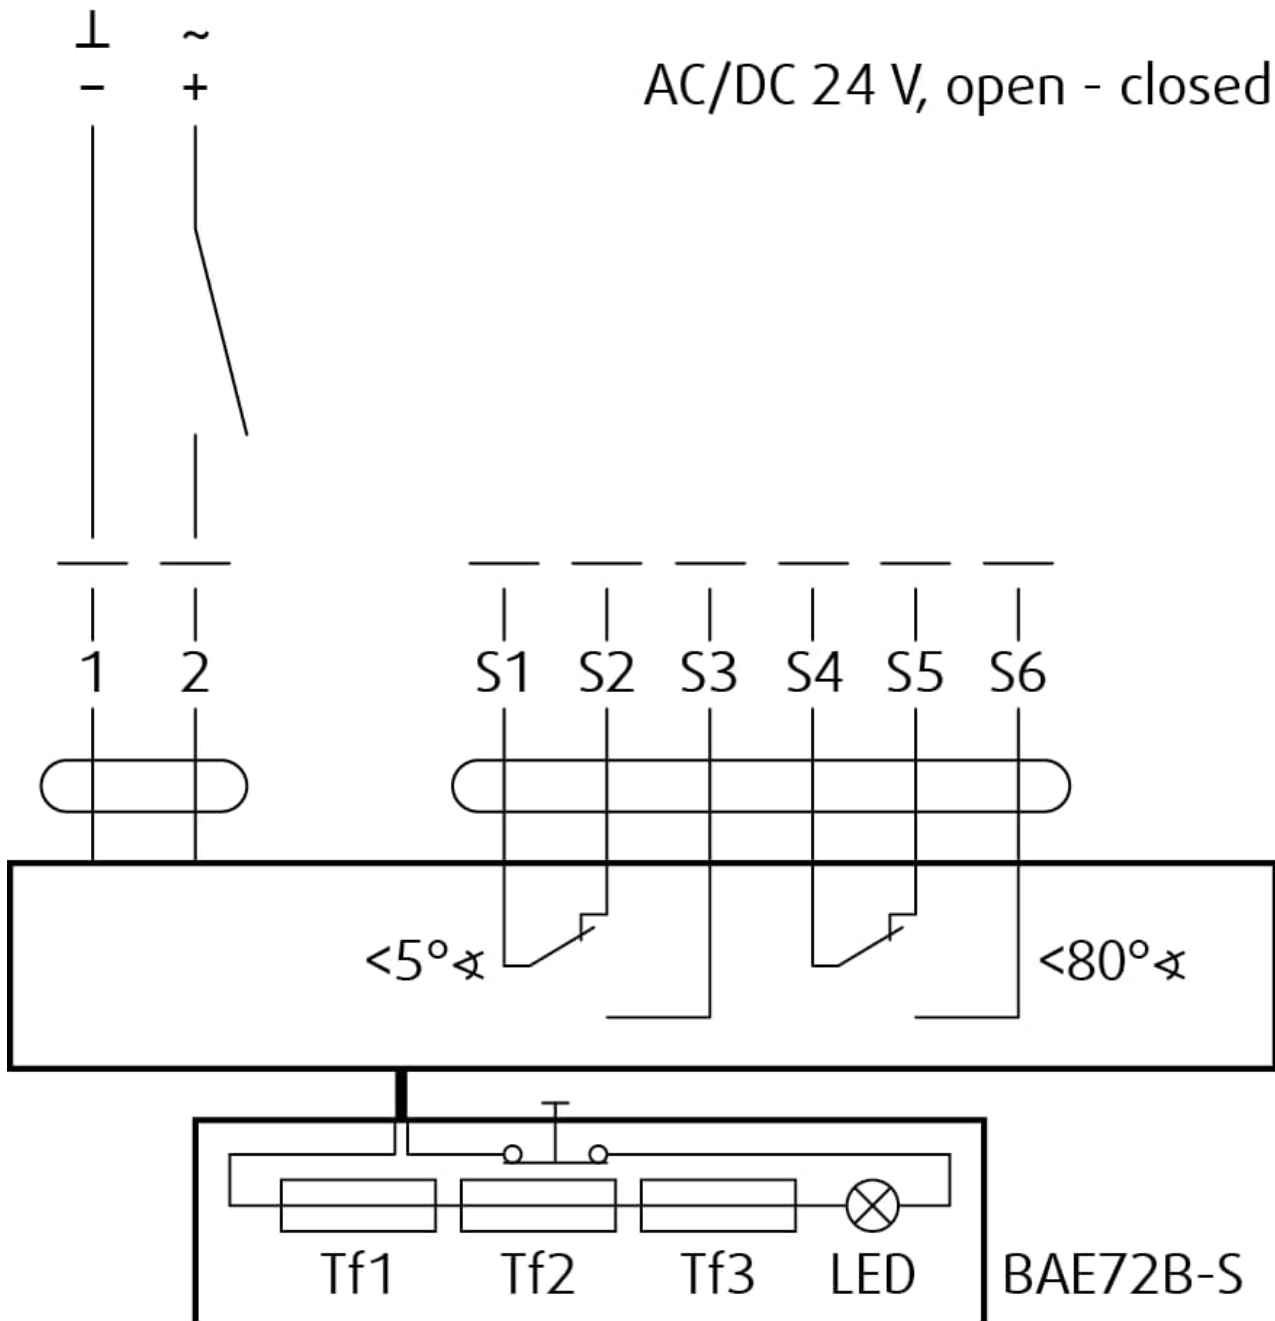 ⊥ ~
- +
AC/DC 24 V, open - closed
1 2 S1 S2 S3 S4 S5 S6
<5°∢ <80°∢
Tf1 Tf2 Tf3 LED BAE72B-S